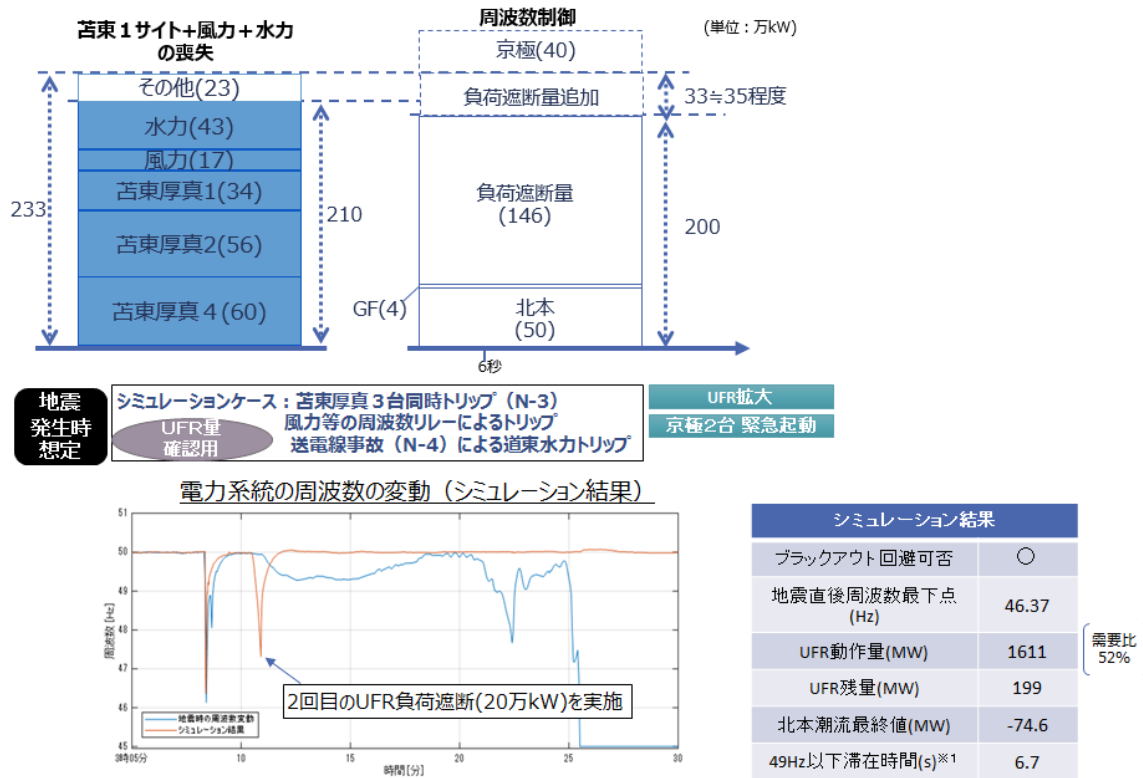 苫東１サイト+風力＋水力
の喪失
周波数制御
(単位：万kW)
京極(40)
その他(23)
負荷遮断量追加
33≒35程度
水力(43)
風力(17)
苫東厚真1(34)
233
210
負荷遮断量
(146)
200
苫東厚真2(56)
苫東厚真４(60)
GF(4)
北本
(50)
6秒
地震
発生時
想定
シミュレーションケース：苫東厚真３台同時トリップ（N-3）
風力等の周波数リレーによるトリップ
送電線事故（N-4）による道東水力トリップ
UFR量
確認用
UFR拡大
京極2台 緊急起動
電力系統の周波数の変動（シミュレーション結果）
51
50
49
48
47
46
45
周波数[Hz]
2回目のUFR負荷遮断(20万kW)を実施
地震時の周波数変動
シミュレーション結果
3時05分
10
15
20
25
30
時間[分]
シミュレーション結果
ブラックアウト回避可否 〇
地震直後周波数最下点
(Hz) 46.37
UFR動作量(MW) 1611
需要比
52%
UFR残量(MW) 199
北本潮流最終値(MW) -74.6
49Hz以下滞在時間(s)※1 6.7